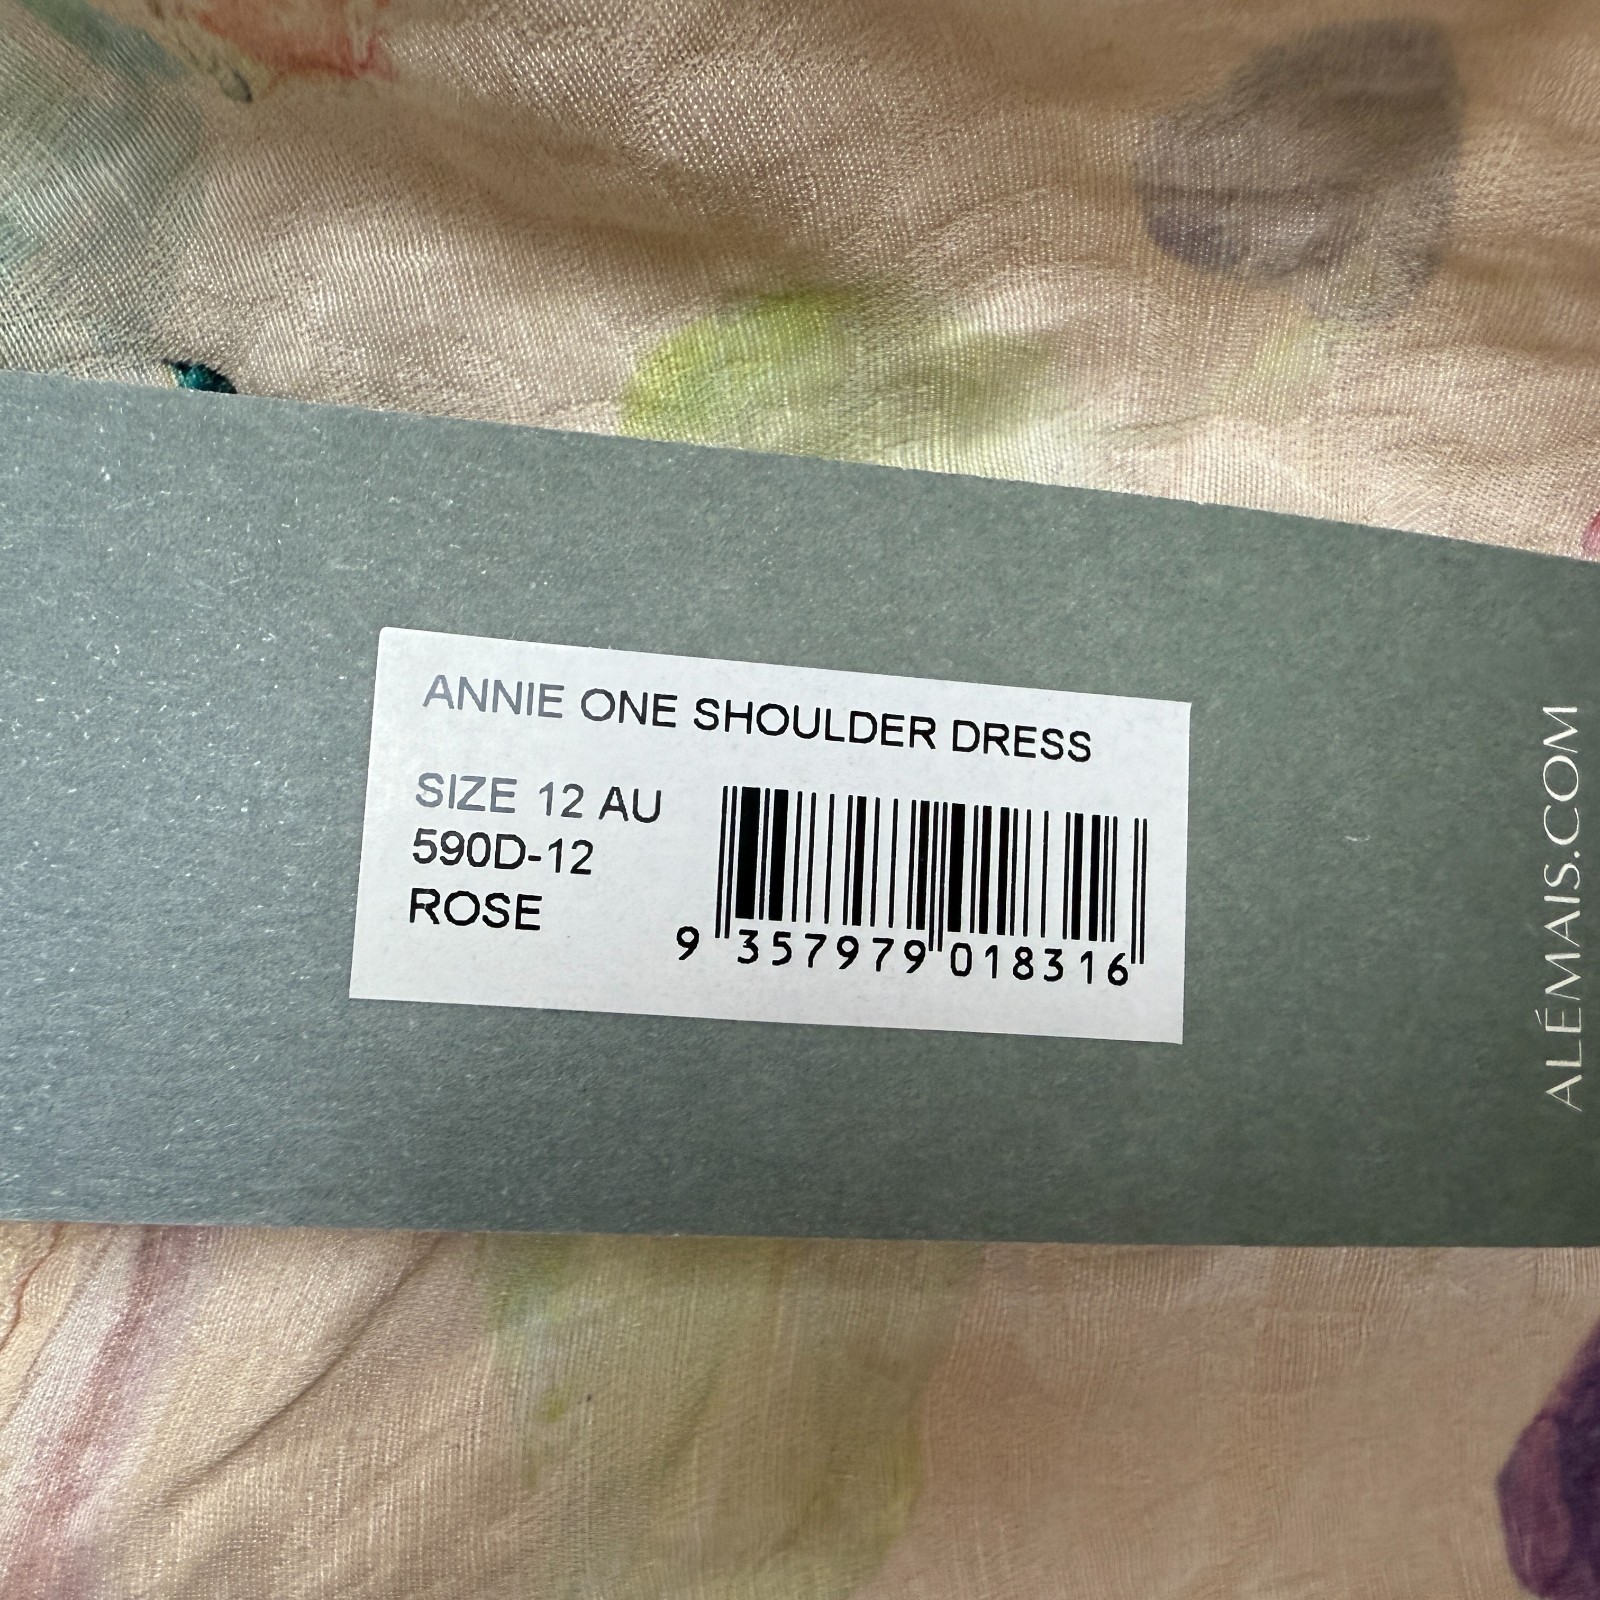 ANNIE ONE SHOULDER DRESS
SIZE 12 AU
590D-12
ROSE
9 357979 018316
ALÉMAIS.COM